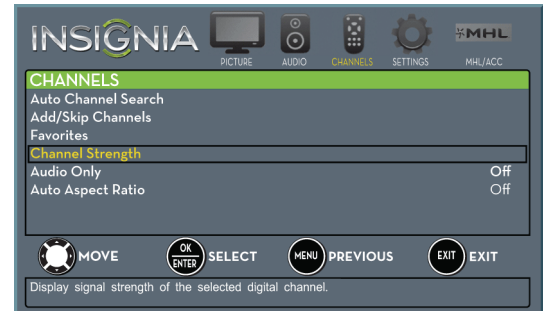 INSIGNIA
PICTURE AUDIO CHANNELS SETTINGS MHL MHL/ACC
CHANNELS
Auto Channel Search
Add/Skip Channels
Favorites
Channel Strength
Audio Only Off
Auto Aspect Ratio Off
MOVE OK ENTER SELECT MENU PREVIOUS EXIT EXIT
Display signal strength of the selected digital channel.